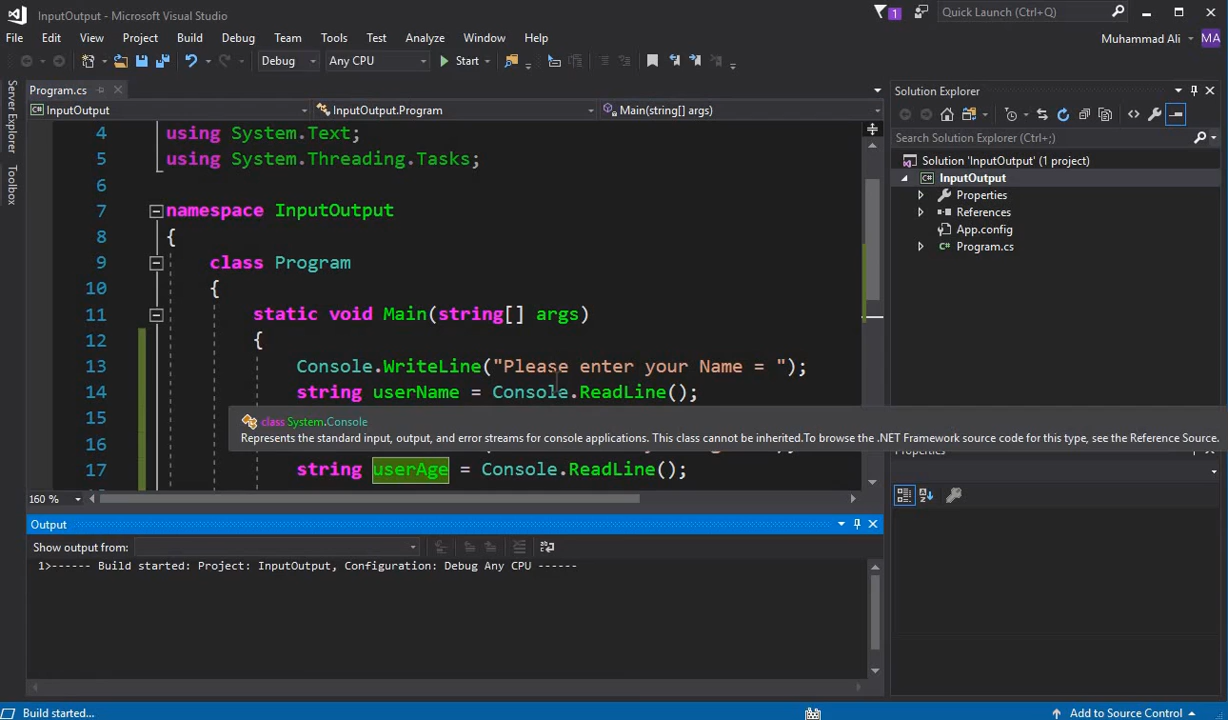 InputOutput - Microsoft Visual Studio
1
Quick Launch (Ctrl+Q)
File Edit View Project Build Debug Team Tools Test Analyze Window Help
Muhammad Ali MA
Debug Any CPU Start
Server Explorer
Toolbox
Program.cs
InputOutput InputOutput.Program Main(string[] args)
4 using System.Text;
5 using System.Threading.Tasks;
6
7 namespace InputOutput
8 {
9 class Program
10 {
11 static void Main(string[] args)
12 {
13 Console.WriteLine("Please enter your Name = ");
14 string userName = Console.ReadLine();
15
class System.Console
Represents the standard input, output, and error streams for console applications. This class cannot be inherited.To browse the .NET Framework source code for this type, see the Reference Source.
16
17 string userAge = Console.ReadLine();
160 %
Output
Show output from:
1>------ Build started: Project: InputOutput, Configuration: Debug Any CPU ------
Solution Explorer
Search Solution Explorer (Ctrl+;)
Solution 'InputOutput' (1 project)
C# InputOutput
Properties
References
App.config
C# Program.cs
Properties
Build started...
Add to Source Control